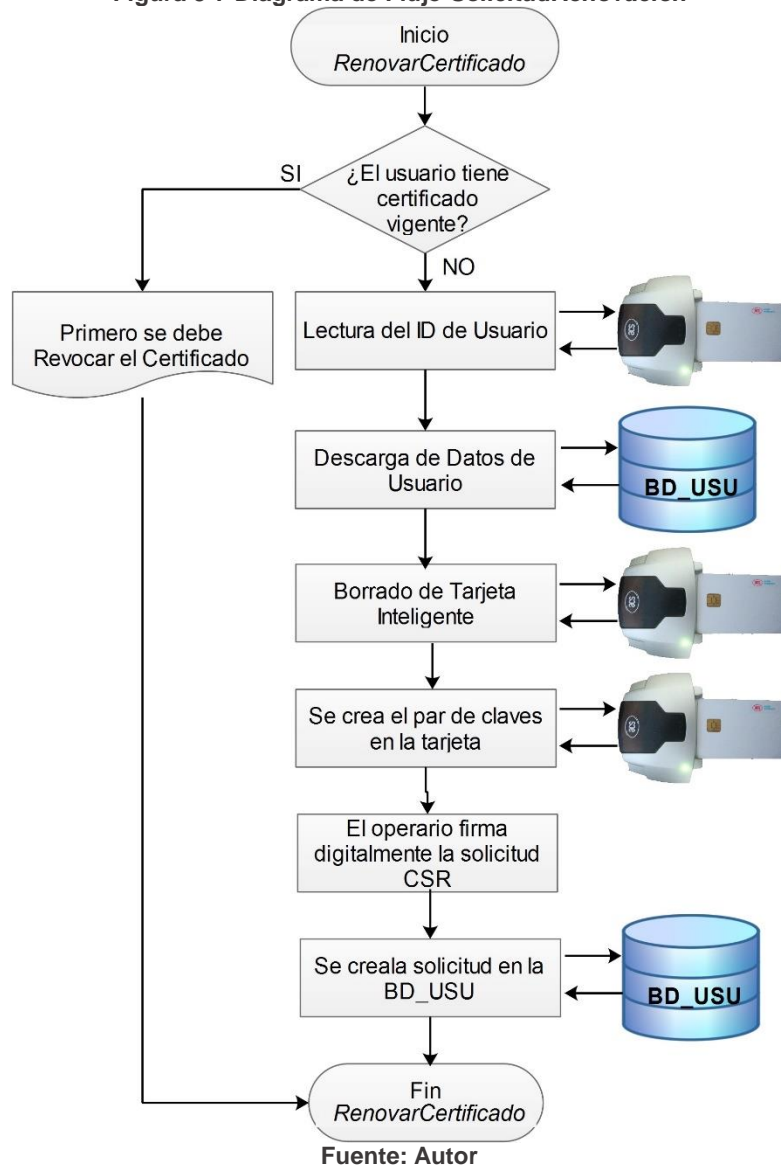 Inicio
RenovarCertificado
¿El usuario tiene
certificado
vigente?
SI
NO
Primero se debe
Revocar el Certificado
Lectura del ID de Usuario
Descarga de Datos de
Usuario
BD_USU
Borrado de Tarjeta
Inteligente
Se crea el par de claves
en la tarjeta
El operario firma
digitalmente la solicitud
CSR
Se creala solicitud en la
BD_USU
BD_USU
Fin
RenovarCertificado
Fuente: Autor